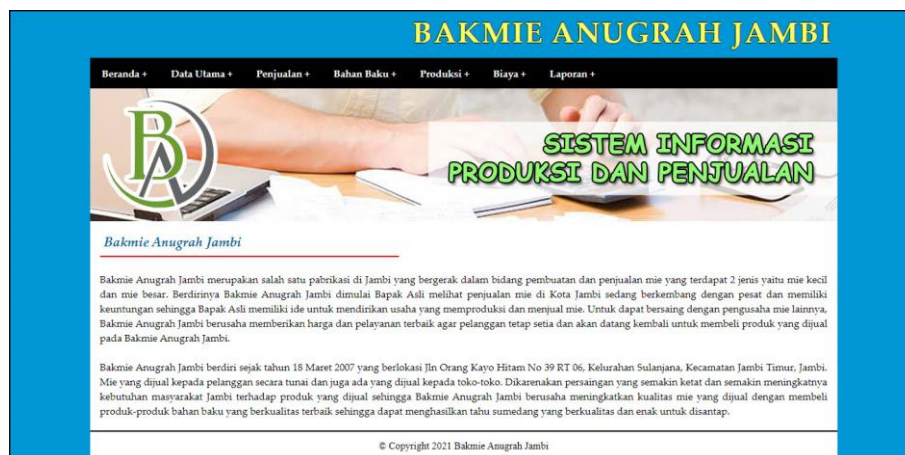 BAKMIE ANUGRAH JAMBI
Beranda + Data Utama + Penjualan + Bahan Baku + Produksi + Biaya + Laporan +
BA
SISTEM INFORMASI
PRODUKSI DAN PENJUALAN
Bakmie Anugrah Jambi
Bakmie Anugrah Jambi merupakan salah satu pabrikasi di Jambi yang bergerak dalam bidang pembuatan dan penjualan mie yang terdapat 2 jenis yaitu mie kecil
dan mie besar. Berdirinya Bakmie Anugrah Jambi dimulai Bapak Asli melihat penjualan mie di Kota Jambi sedang berkembang dengan pesat dan memiliki
keuntungan sehingga Bapak Asli memiliki ide untuk mendirikan usaha yang memproduksi dan menjual mie. Untuk dapat bersaing dengan pengusaha mie lainnya,
Bakmie Anugrah Jambi berusaha memberikan harga dan pelayanan terbaik agar pelanggan tetap setia dan akan datang kembali untuk membeli produk yang dijual
pada Bakmie Anugrah Jambi.
Bakmie Anugrah Jambi berdiri sejak tahun 18 Maret 2007 yang berlokasi Jln Orang Kayo Hitam No 39 RT 06, Kelurahan Sulanjana, Kecamatan Jambi Timur, Jambi.
Mie yang dijual kepada pelanggan secara tunai dan juga ada yang dijual kepada toko-toko. Dikarenakan persaingan yang semakin ketat dan semakin meningkatnya
kebutuhan masyarakat Jambi terhadap produk yang dijual sehingga Bakmie Anugrah Jambi berusaha meningkatkan kualitas mie yang dijual dengan membeli
produk-produk bahan baku yang berkualitas terbaik sehingga dapat menghasilkan tahu sumedang yang berkualitas dan enak untuk disantap.
© Copyright 2021 Bakmie Anugrah Jambi